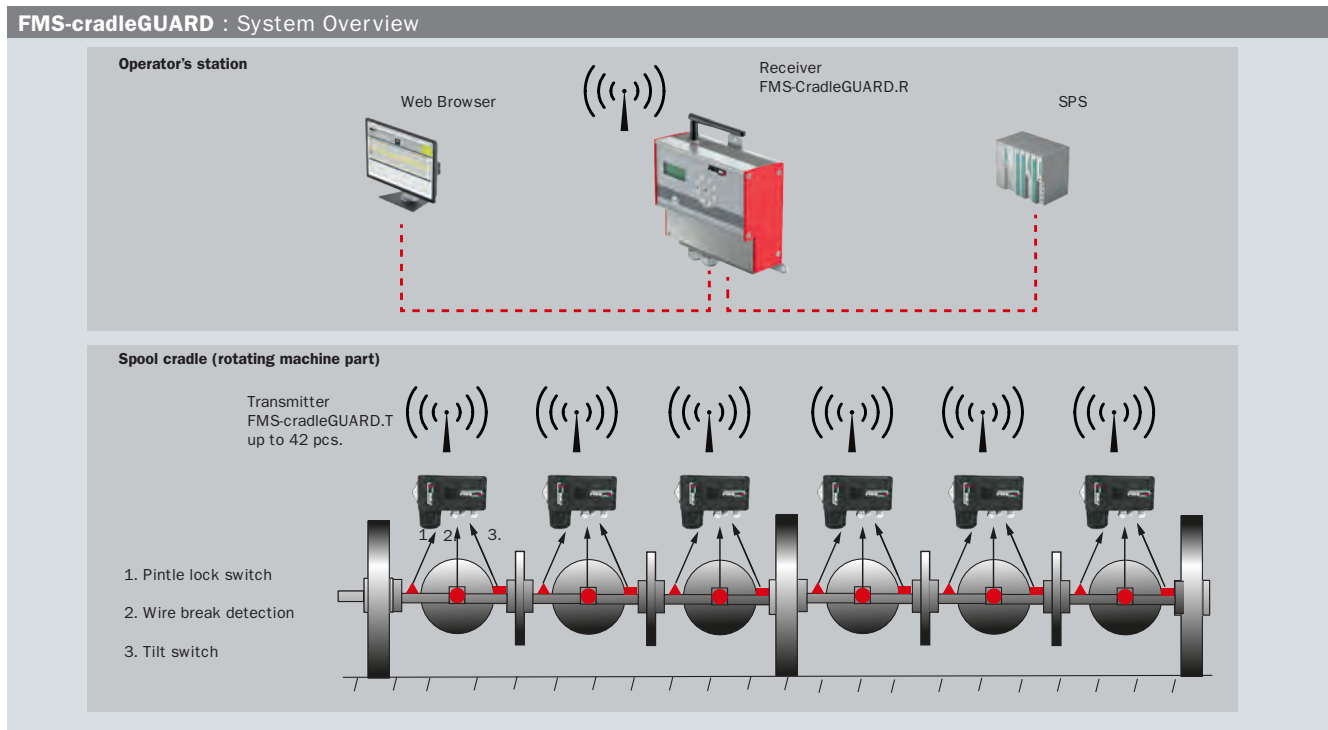 FMS-cradleGUARD : System Overview
Operator's station
Web Browser
Receiver
FMS-CradleGUARD.R
SPS
Spool cradle (rotating machine part)
Transmitter
FMS-cradleGUARD.T
up to 42 pcs.
1. 2. 3.
1. Pintle lock switch
2. Wire break detection
3. Tilt switch